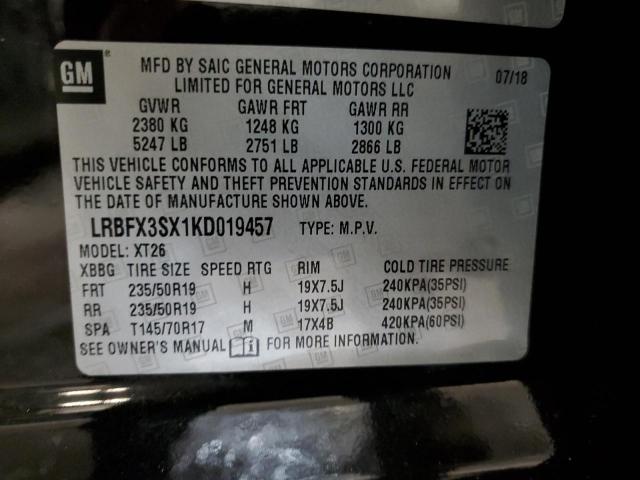 GM
MFD BY SAIC GENERAL MOTORS CORPORATION 07/18
LIMITED FOR GENERAL MOTORS LLC
GVWR GAWR FRT GAWR RR
2380 KG 1248 KG 1300 KG
5247 LB 2751 LB 2866 LB
THIS VEHICLE CONFORMS TO ALL APPLICABLE U.S. FEDERAL MOTOR
VEHICLE SAFETY AND THEFT PREVENTION STANDARDS IN EFFECT ON
THE DATE OF MANUFACTURE SHOWN ABOVE.
LRBFX3SX1KD019457 TYPE: M.P.V.
MODEL: XT26
XBBG TIRE SIZE SPEED RTG RIM COLD TIRE PRESSURE
FRT 235/50R19 H 19X7.5J 240KPA(35PSI)
RR 235/50R19 H 19X7.5J 240KPA(35PSI)
SPA T145/70R17 M 17X4B 420KPA(60PSI)
SEE OWNER'S MANUAL FOR MORE INFORMATION.